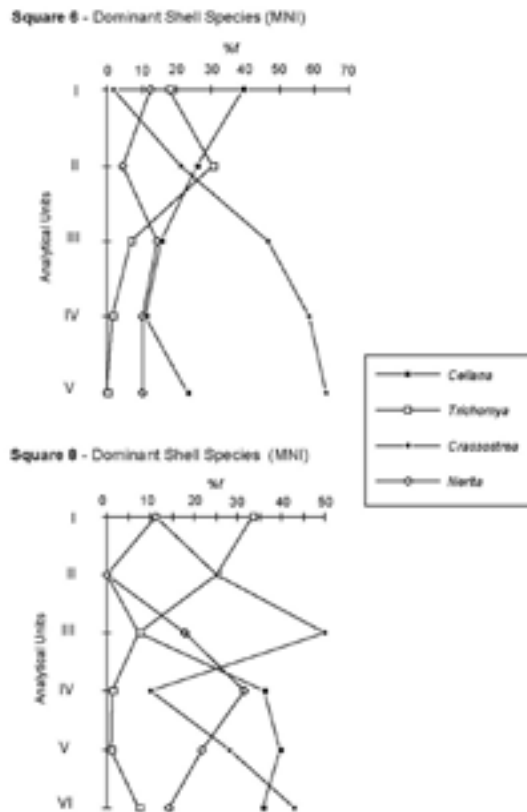 Square 6 - Dominant Shell Species (MNI)
%f
0 10 20 30 40 50 60 70
I
II
III
IV
V
Analytical Units
Cellana
Trichomya
Crassostrea
Nerita
Square 8 - Dominant Shell Species (MNI)
%f
0 10 20 30 40 50
I
II
III
IV
V
VI
Analytical Units